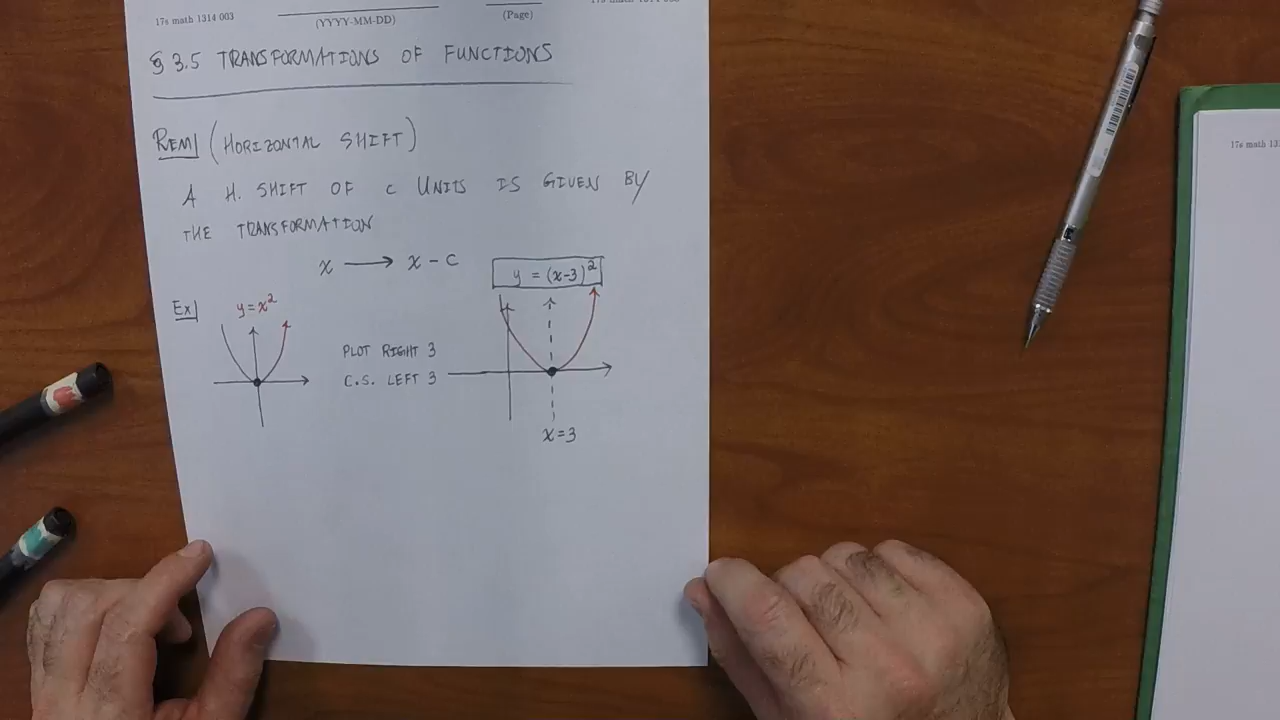 17s math 1314 003
(YYYY-MM-DD)
(Page)
§ 3.5 TRANSFORMATIONS OF FUNCTIONS
REM (HORIZONTAL SHIFT)
A H. SHIFT OF C UNITS IS GIVEN BY
THE TRANSFORMATION
x → x - C
Ex
y = x²
PLOT RIGHT 3
C.S. LEFT 3
y = (x-3)²
x = 3
17s math 131